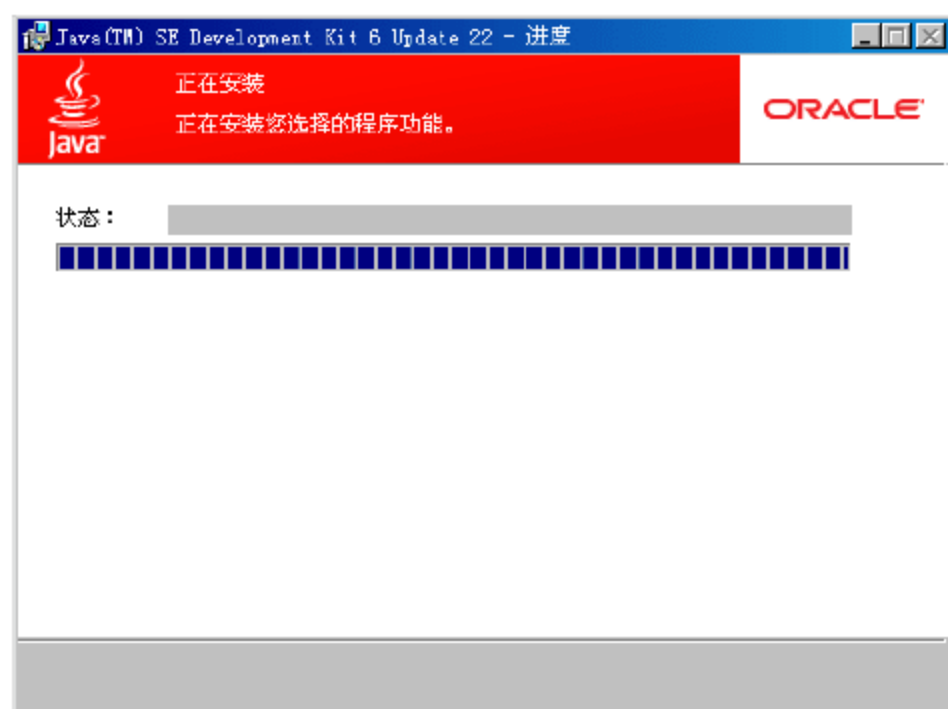 Java(TM) SE Development Kit 6 Update 22 - 进度
正在安装
正在安装您选择的程序功能。
Java
ORACLE
状态：